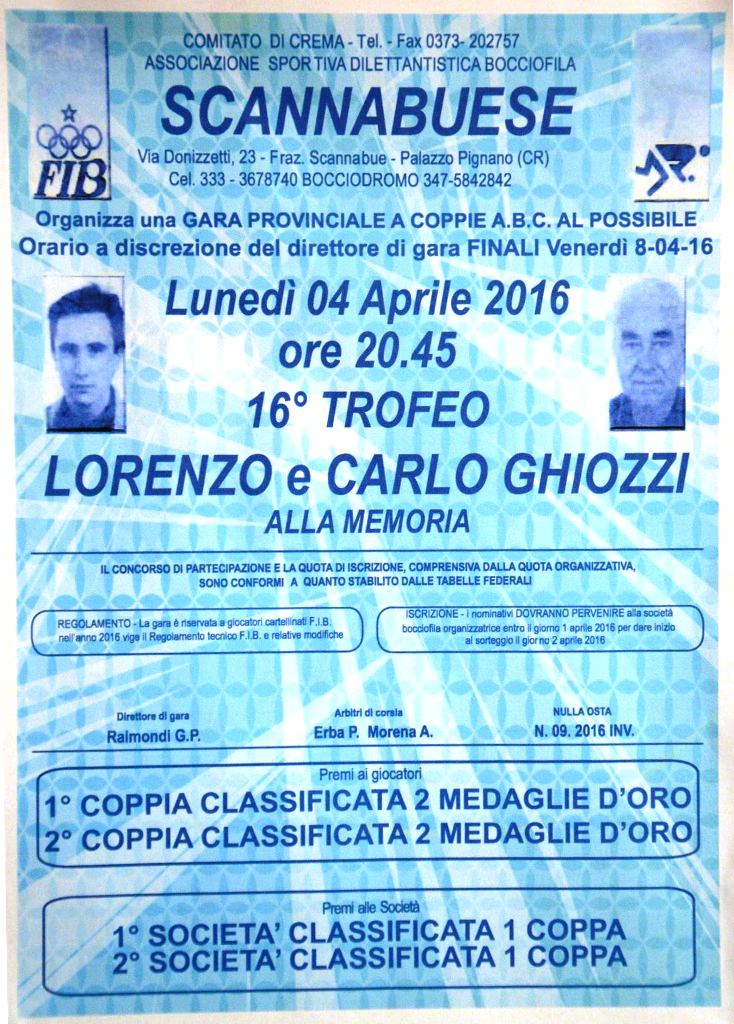 COMITATO DI CREMA - Tel. - Fax 0373- 202757
ASSOCIAZIONE SPORTIVA DILETTANTISTICA BOCCIOFILA
SCANNABUESE
Via Donizzetti, 23 - Fraz. Scannabue - Palazzo Pignano (CR)
Cel. 333 - 3678740 BOCCIODROMO 347-5842842
FIB
Organizza una GARA PROVINCIALE A COPPIE A.B.C. AL POSSIBILE
Orario a discrezione del direttore di gara FINALI Venerdì 8-04-16
Lunedì 04 Aprile 2016
ore 20.45
16° TROFEO
LORENZO e CARLO GHIOZZI
ALLA MEMORIA
IL CONCORSO DI PARTECIPAZIONE E LA QUOTA DI ISCRIZIONE, COMPRENSIVA DALLA QUOTA ORGANIZZATIVA,
SONO CONFORMI A QUANTO STABILITO DALLE TABELLE FEDERALI
REGOLAMENTO - La gara è riservata a giocatori cartellinati F.I.B.
nell'anno 2016 vige il Regolamento tecnico F.I.B. e relative modifiche
ISCRIZIONE - I nominativi DOVRANNO PERVENIRE alla società
bocciofila organizzatrice entro il giorno 1 aprile 2016 per dare inizio
al sorteggio il giorno 2 aprile 2016
Direttore di gara
Raimondi G.P.
Arbitri di corsia
Erba P. Morena A.
NULLA OSTA
N. 09. 2016 INV.
Premi ai giocatori
1° COPPIA CLASSIFICATA 2 MEDAGLIE D'ORO
2° COPPIA CLASSIFICATA 2 MEDAGLIE D'ORO
Premi alle Società
1° SOCIETA' CLASSIFICATA 1 COPPA
2° SOCIETA' CLASSIFICATA 1 COPPA